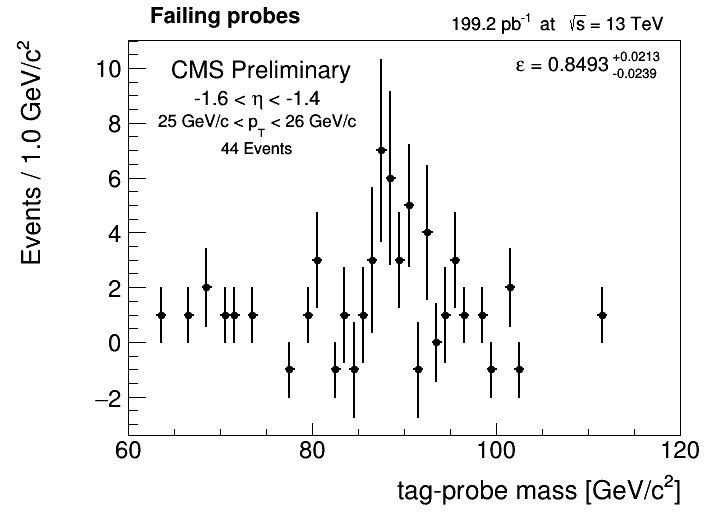 Failing probes
199.2 pb⁻¹ at √s = 13 TeV
Events / 1.0 GeV/c²
CMS Preliminary
-1.6 < η < -1.4
25 GeV/c < p_T < 26 GeV/c
44 Events
ε = 0.8493 +0.0213 -0.0239
10
8
6
4
2
0
−2
60 80 100 120
tag-probe mass [GeV/c²]